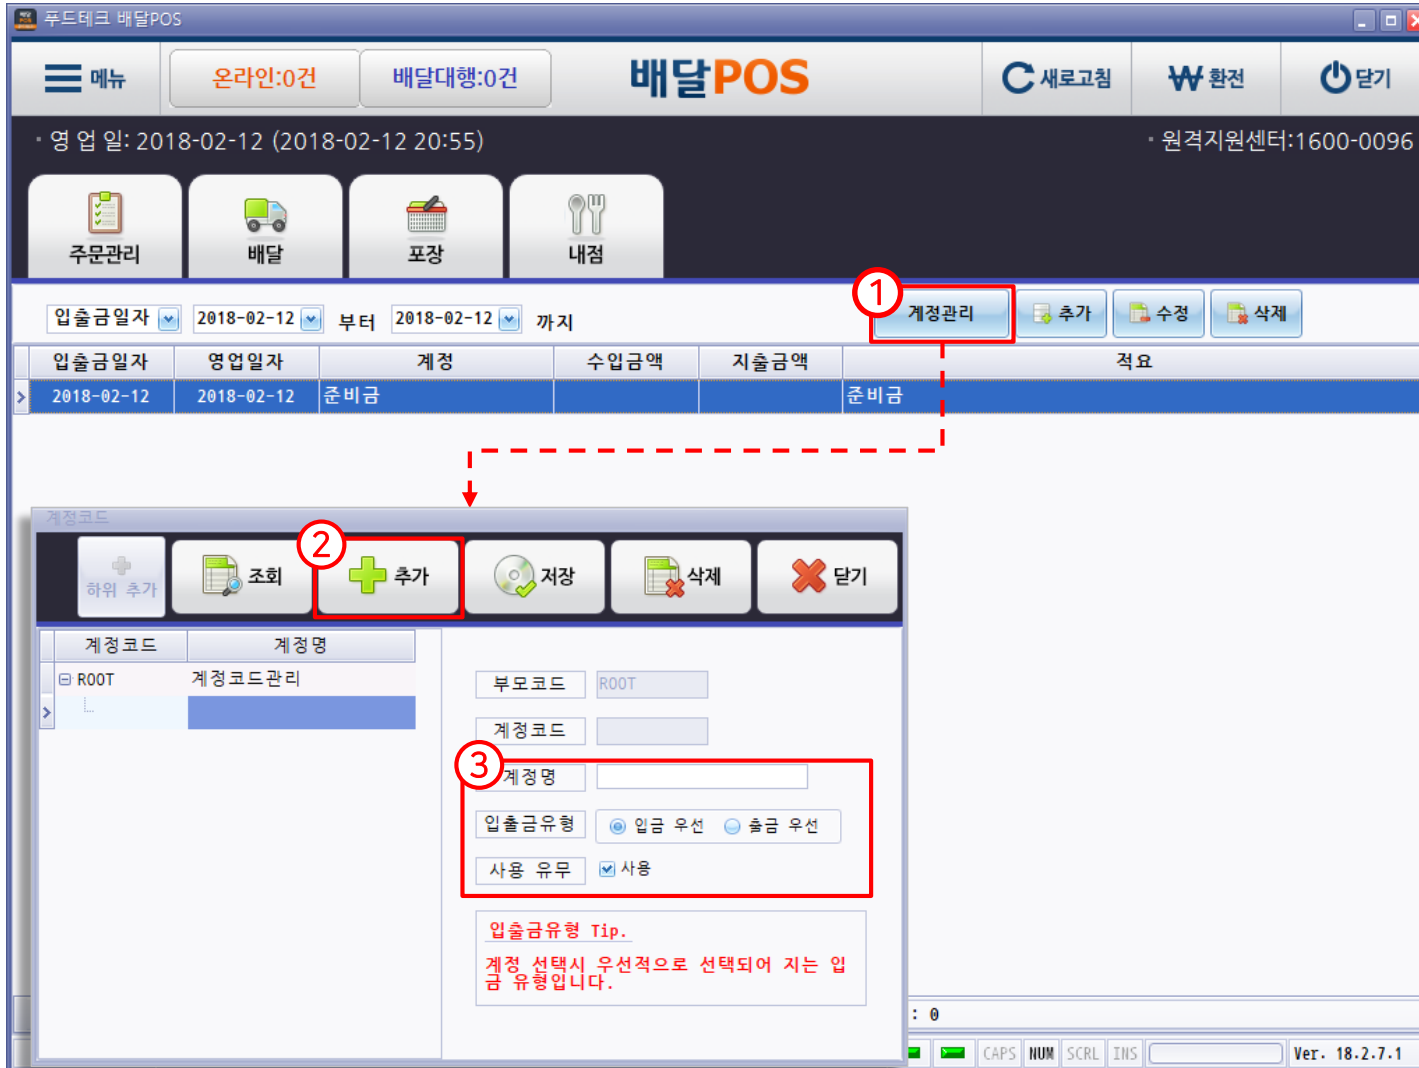 푸드테크 배달POS
메뉴 온라인:0건 배달대행:0건 배달POS 새로고침 환전 닫기
· 영 업 일: 2018-02-12 (2018-02-12 20:55) · 원격지원센터:1600-0096
주문관리 배달 포장 내점
1
입출금일자 2018-02-12 부터 2018-02-12 까지 계정관리 추가 수정 삭제
입출금일자 영업일자 계정 수입금액 지출금액 적요
2018-02-12 2018-02-12 준비금 준비금
계정코드
2
하위 추가 조회 추가 저장 삭제 닫기
계정코드 계정명
ROOT 계정코드관리
부모코드 ROOT
계정코드
3
계정명
입출금유형 입금 우선 출금 우선
사용 유무 사용
입출금유형 Tip.
계정 선택시 우선적으로 선택되어 지는 입
금 유형입니다.
: 0
CAPS NUM SCRL INS Ver. 18.2.7.1